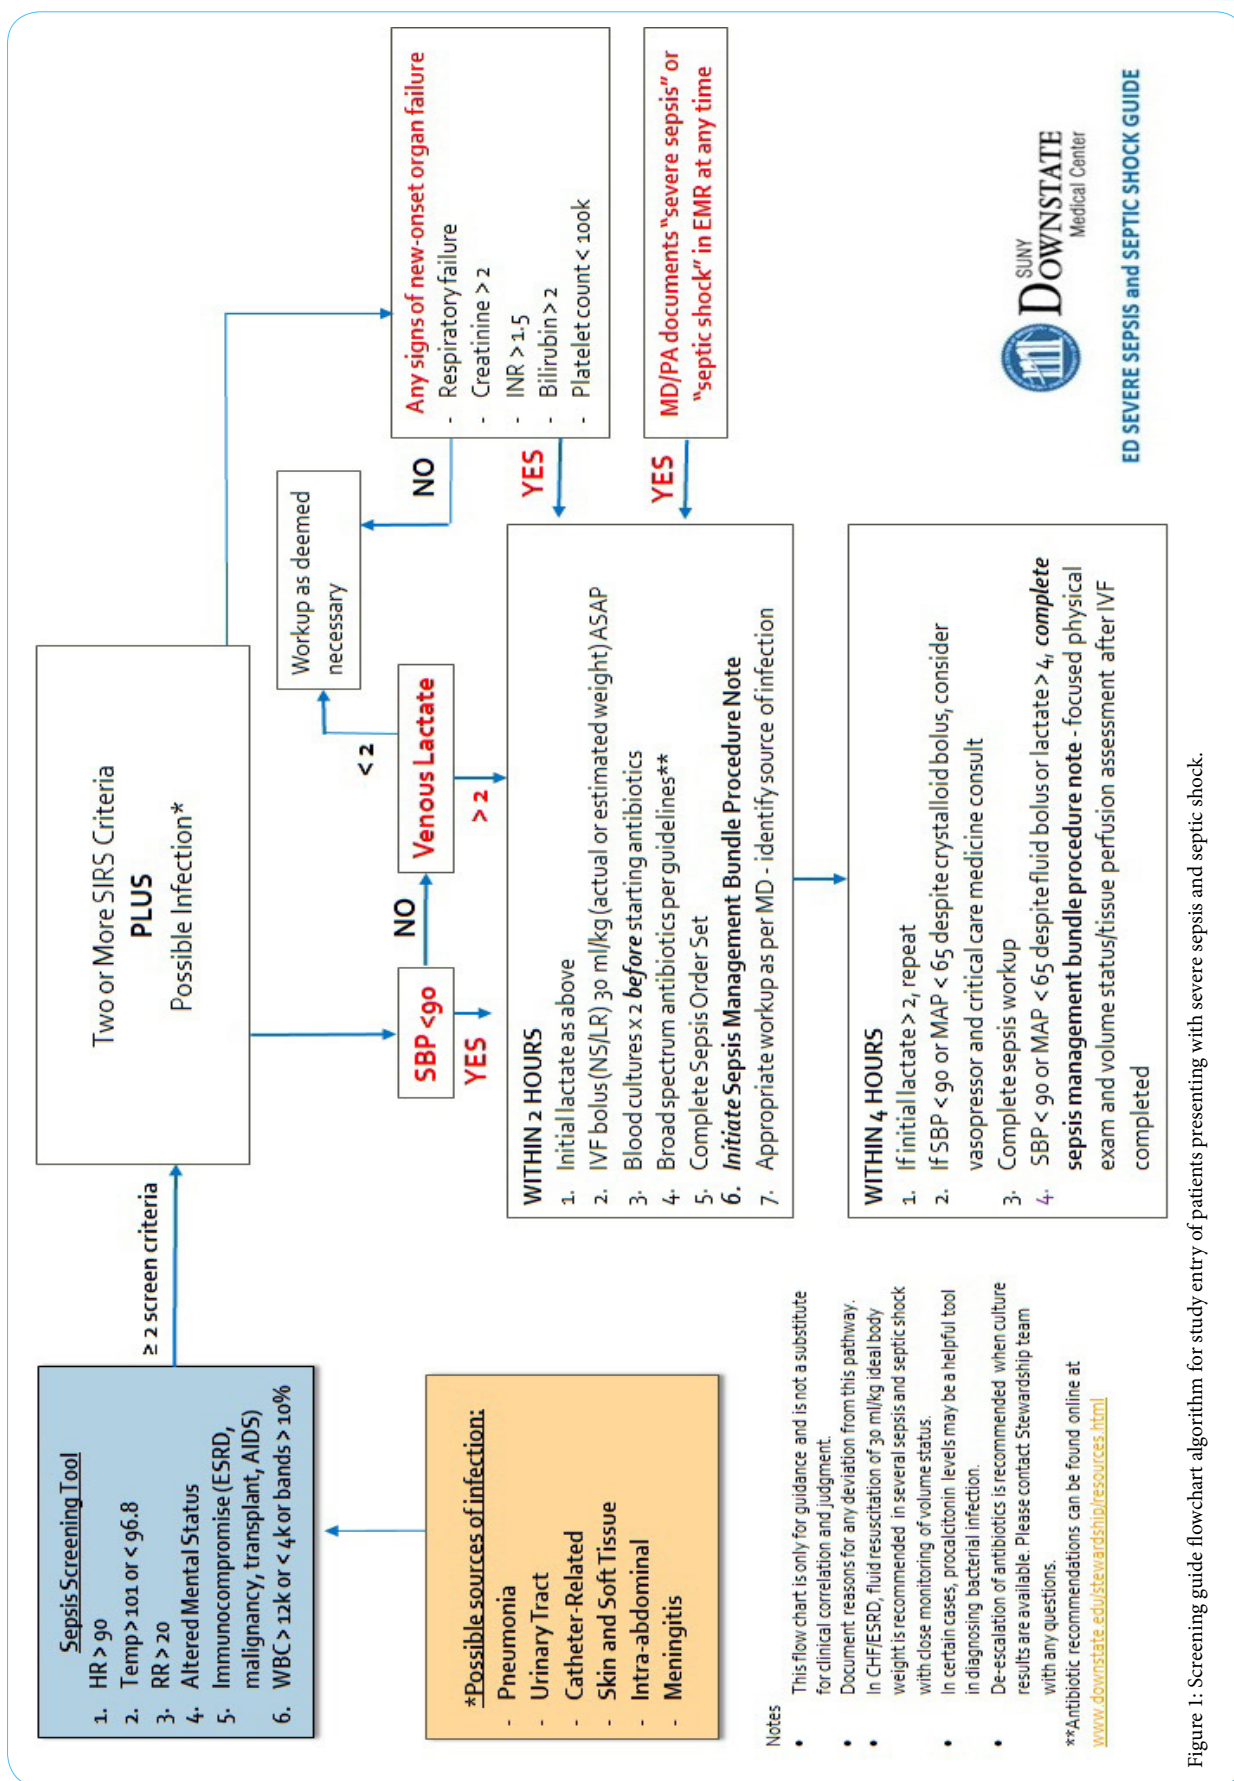 Sepsis Screening Tool
1. HR > 90
2. Temp > 101 or < 96.8
3. RR > 20
4. Altered Mental Status
5. Immunocompromise (ESRD,
malignancy, transplant, AIDS)
6. WBC > 12k or < 4k or bands > 10%
≥ 2 screen criteria
*Possible sources of infection:
- Pneumonia
- Urinary Tract
- Catheter-Related
- Skin and Soft Tissue
- Intra-abdominal
- Meningitis
Two or More SIRS Criteria
PLUS
Possible Infection*
SBP <90
NO
YES
Venous Lactate
< 2
> 2
Workup as deemed
necessary
Any signs of new-onset organ failure
- Respiratory failure
- Creatinine > 2
- INR > 1.5
- Bilirubin > 2
- Platelet count < 100k
NO
YES
MD/PA documents "severe sepsis" or
"septic shock" in EMR at any time
YES
WITHIN 2 HOURS
1. Initial lactate as above
2. IVF bolus (NS/LR) 30 ml/kg (actual or estimated weight) ASAP
3. Blood cultures x 2 before starting antibiotics
4. Broad spectrum antibiotics per guidelines**
5. Complete Sepsis Order Set
6. Initiate Sepsis Management Bundle Procedure Note
7. Appropriate workup as per MD - identify source of infection
WITHIN 4 HOURS
1. If initial lactate > 2, repeat
2. If SBP < 90 or MAP < 65 despite crystalloid bolus, consider
vasopressor and critical care medicine consult
3. Complete sepsis workup
4. SBP < 90 or MAP < 65 despite fluid bolus or lactate > 4, complete
sepsis management bundle procedure note - focused physical
exam and volume status/tissue perfusion assessment after IVF
completed
Notes
• This flow chart is only for guidance and is not a substitute
for clinical correlation and judgment.
• Document reasons for any deviation from this pathway.
• In CHF/ESRD, fluid resuscitation of 30 ml/kg ideal body
weight is recommended in several sepsis and septic shock
with close monitoring of volume status.
• In certain cases, procalcitonin levels may be a helpful tool
in diagnosing bacterial infection.
• De-escalation of antibiotics is recommended when culture
results are available. Please contact Stewardship team
with any questions.
**Antibiotic recommendations can be found online at
www.downstate.edu/stewardship/resources.html
SUNY
DOWNSTATE
Medical Center
ED SEVERE SEPSIS and SEPTIC SHOCK GUIDE
Figure 1: Screening guide flowchart algorithm for study entry of patients presenting with severe sepsis and septic shock.